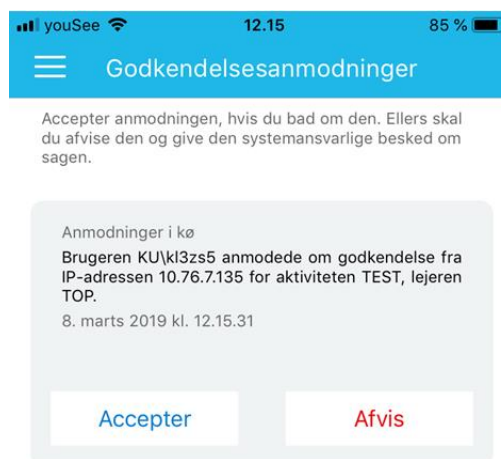 youSee 12.15 85 %
Godkendelsesanmodninger
Accepter anmodningen, hvis du bad om den. Ellers skal
du afvise den og give den systemansvarlige besked om
sagen.
Anmodninger i kø
Brugeren KU\kl3zs5 anmodede om godkendelse fra
IP-adressen 10.76.7.135 for aktiviteten TEST, lejeren
TOP.
8. marts 2019 kl. 12.15.31
Accepter Afvis